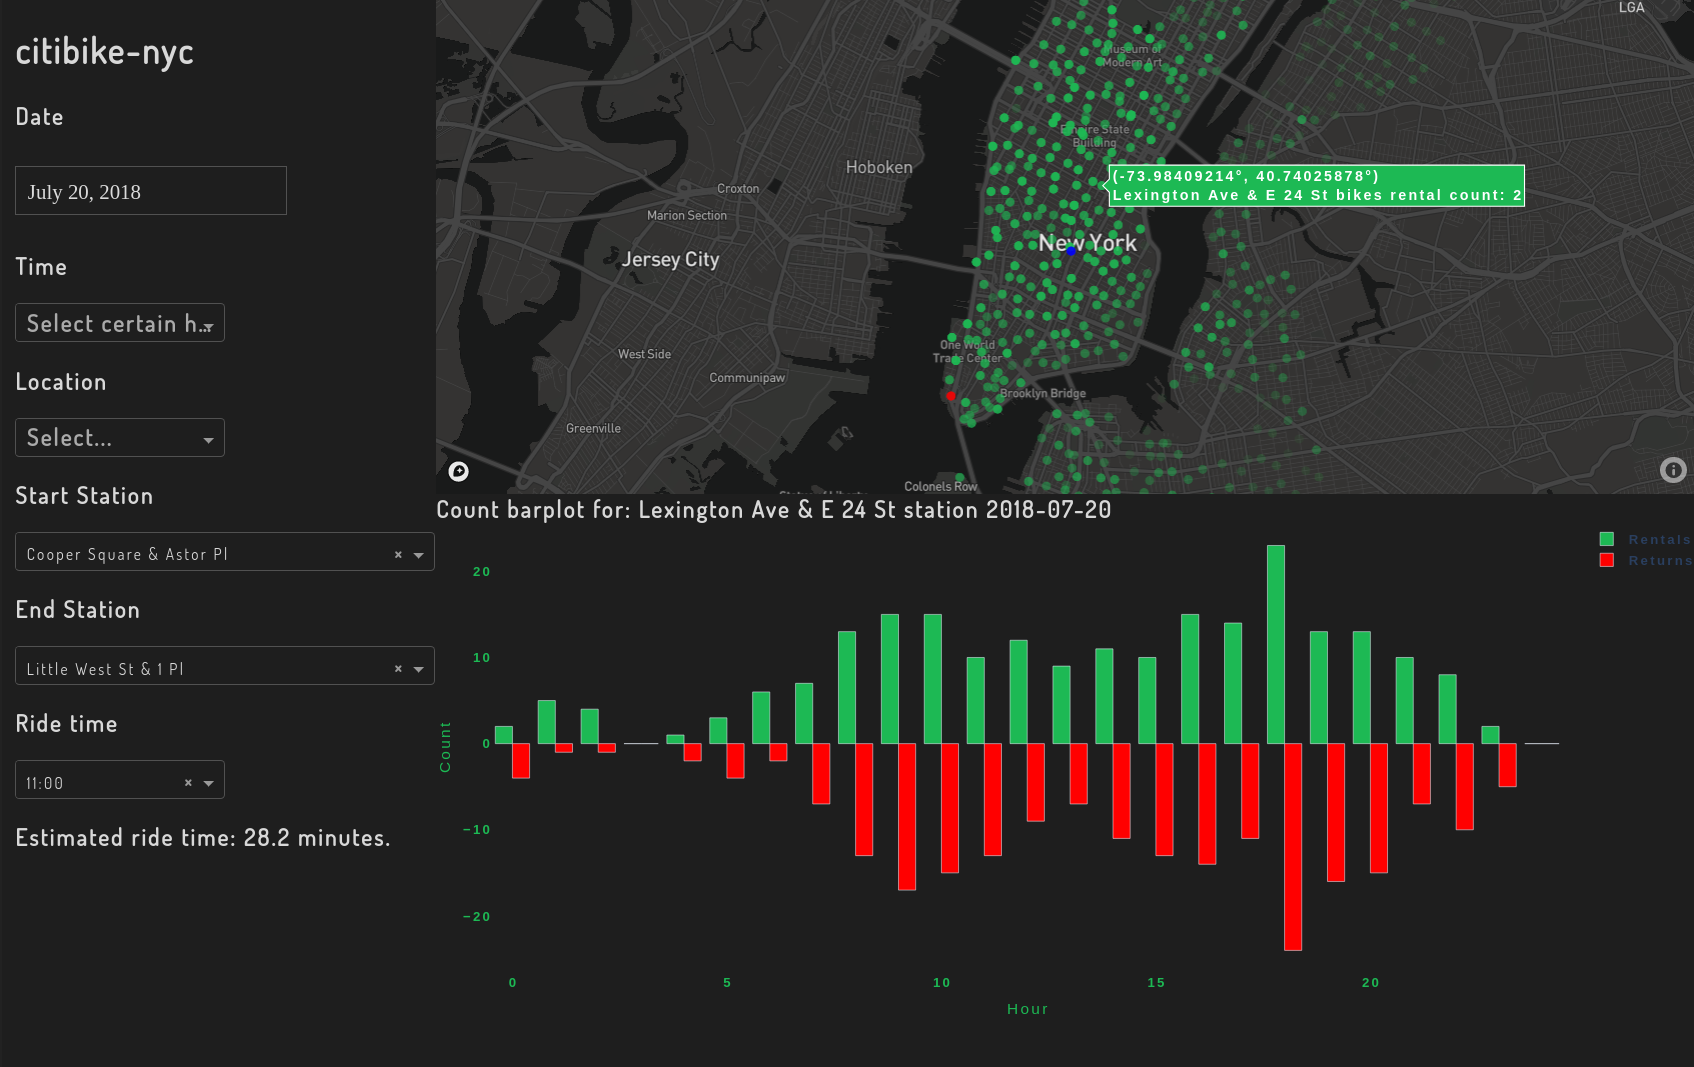 citibike-nyc
Date
July 20, 2018
Time
Select certain h...
Location
Select...
Start Station
Cooper Square & Astor Pl ×
End Station
Little West St & 1 Pl ×
Ride time
11:00 ×
Estimated ride time: 28.2 minutes.
LGA
Museum of
Modern Art
Empire State
Building
Hoboken
(-73.98409214°, 40.74025878°)
Lexington Ave & E 24 St bikes rental count: 2
Croxton
Marion Section
New York
Jersey City
One World
Trade Center
West Side
Communipaw
Brooklyn Bridge
Greenville
Colonels Row
Count barplot for: Lexington Ave & E 24 St station 2018-07-20
Rentals
Returns
20
10
0
−10
−20
Count
0 5 10 15 20
Hour